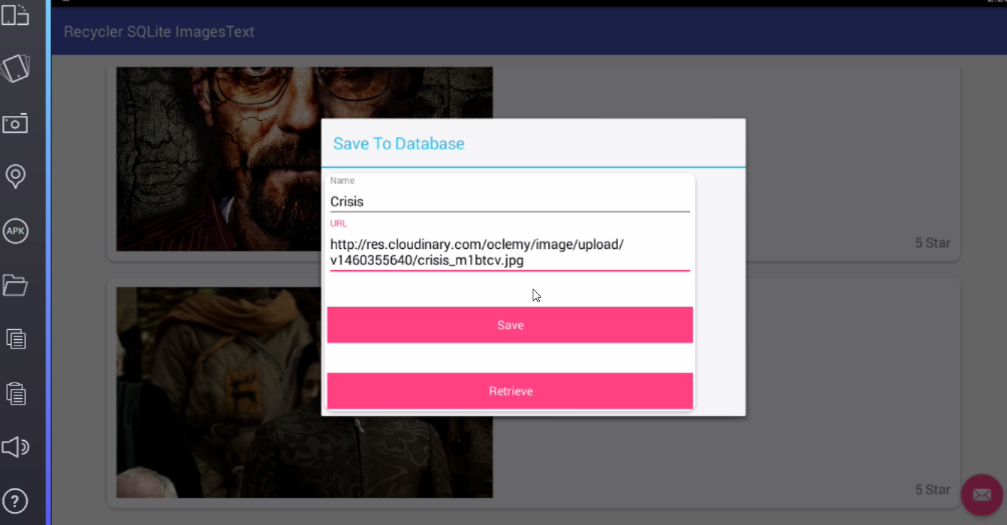 Recycler SQLite ImagesText
Save To Database
Name
Crisis
URL
http://res.cloudinary.com/oclemy/image/upload/
v1460355640/crisis_m1btcv.jpg
5 Star
Save
Retrieve
5 Star
APK